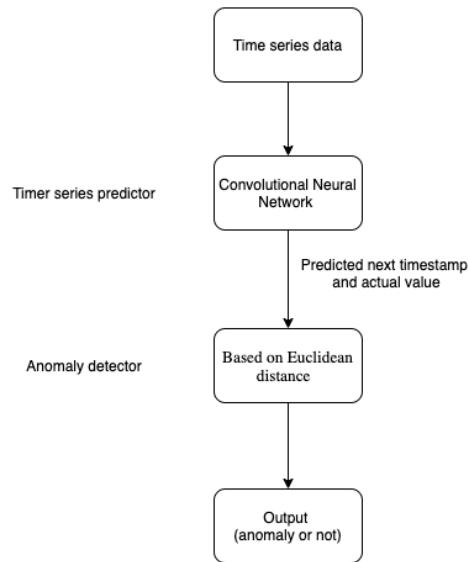 Time series data
Timer series predictor
Convolutional Neural
Network
Predicted next timestamp
and actual value
Anomaly detector
Based on Euclidean
distance
Output
(anomaly or not)